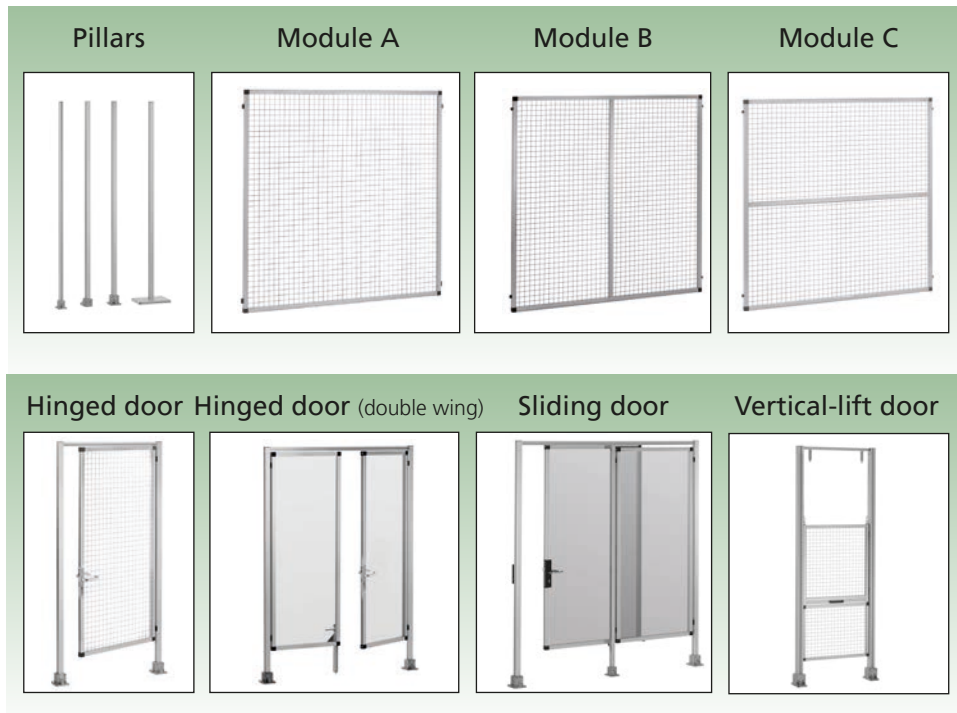 Pillars
Module A
Module B
Module C
Hinged door
Hinged door (double wing)
Sliding door
Vertical-lift door